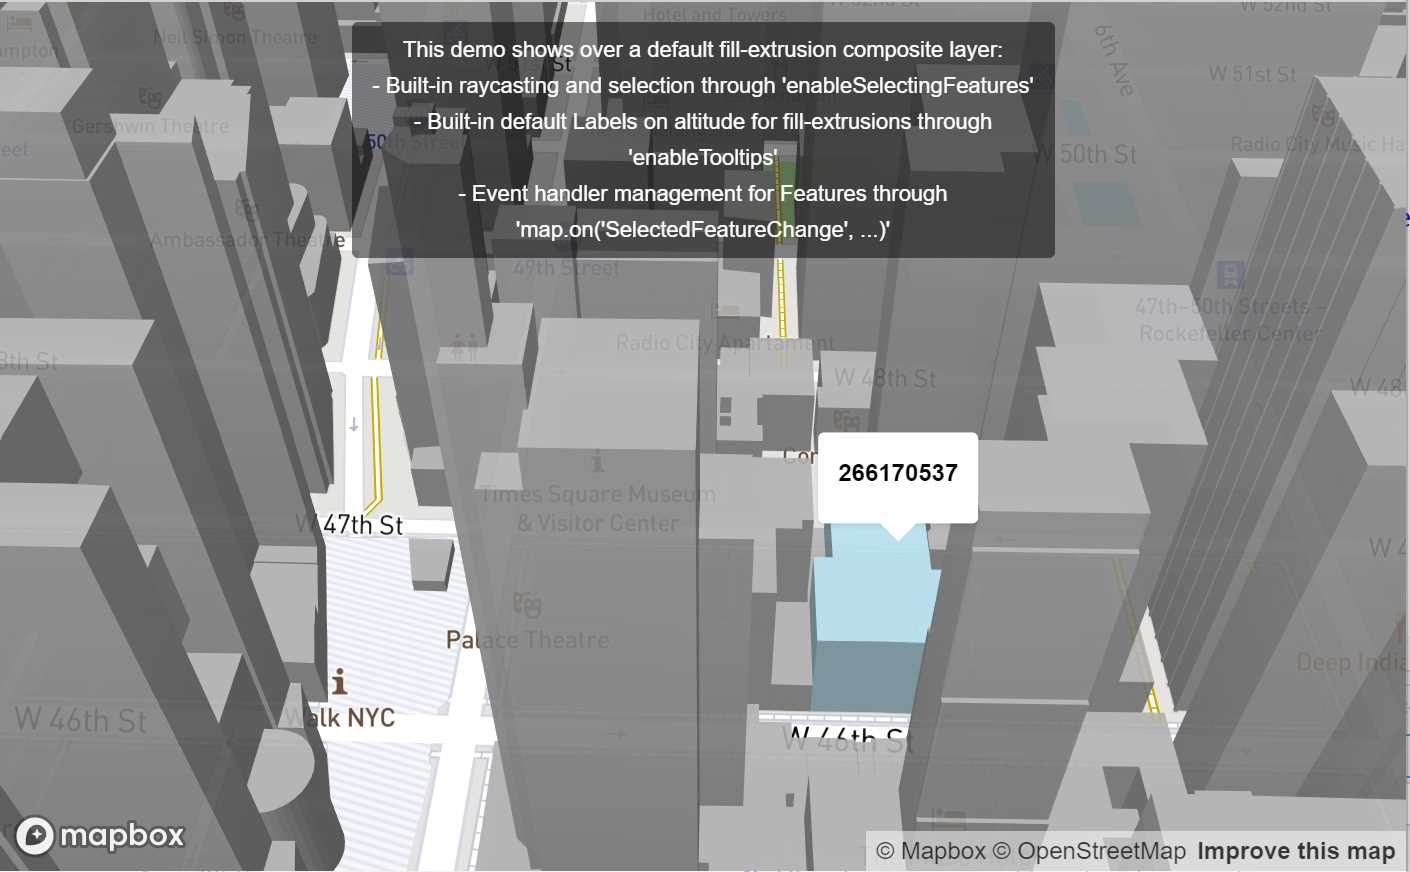 Hotel and Towers
W 52nd St
W 52nd St
Neil Simon Theatre
6th Ave
This demo shows over a default fill-extrusion composite layer:
- Built-in raycasting and selection through 'enableSelectingFeatures'
- Built-in default Labels on altitude for fill-extrusions through
'enableTooltips'
- Event handler management for Features through
'map.on('SelectedFeatureChange', ...)'
W 51st St
Gershwin Theatre
50th Street
Radio City Music Ha
W 50th St
Ambassador Theatre
49th Street
47th–50th Streets –
Rockefeller Center
Radio City Apartament
8th St
W 48th St
W 48
266170537
Times Square Museum
& Visitor Center
W 47th St
Palace Theatre
Deep India
Walk NYC
W 46th St
W 46th St
mapbox
© Mapbox © OpenStreetMap Improve this map